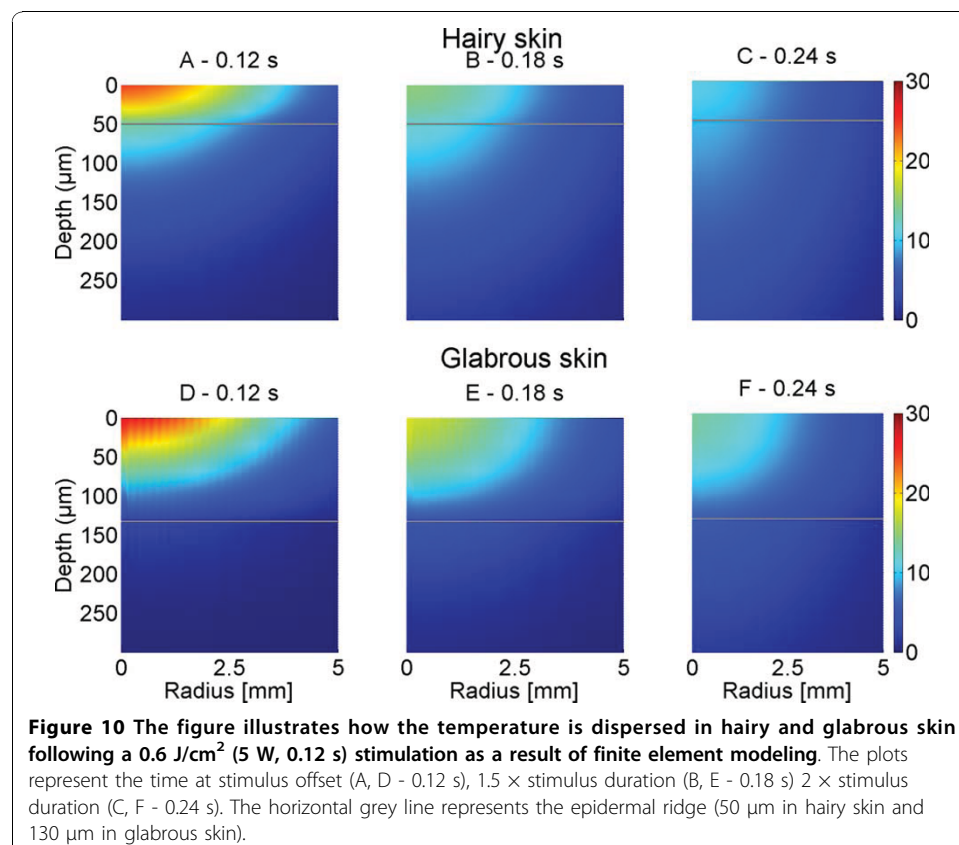 Hairy skin
A - 0.12 s
B - 0.18 s
C - 0.24 s
0
50
100
150
200
250
Depth (µm)
30
20
10
0
Glabrous skin
D - 0.12 s
E - 0.18 s
F - 0.24 s
0
50
100
150
200
250
Depth (µm)
30
20
10
0
0 2.5 5
Radius [mm]
0 2.5 5
Radius [mm]
0 2.5 5
Radius [mm]
Figure 10 The figure illustrates how the temperature is dispersed in hairy and glabrous skin
following a 0.6 J/cm² (5 W, 0.12 s) stimulation as a result of finite element modeling. The plots
represent the time at stimulus offset (A, D - 0.12 s), 1.5 × stimulus duration (B, E - 0.18 s) 2 × stimulus
duration (C, F - 0.24 s). The horizontal grey line represents the epidermal ridge (50 µm in hairy skin and
130 µm in glabrous skin).